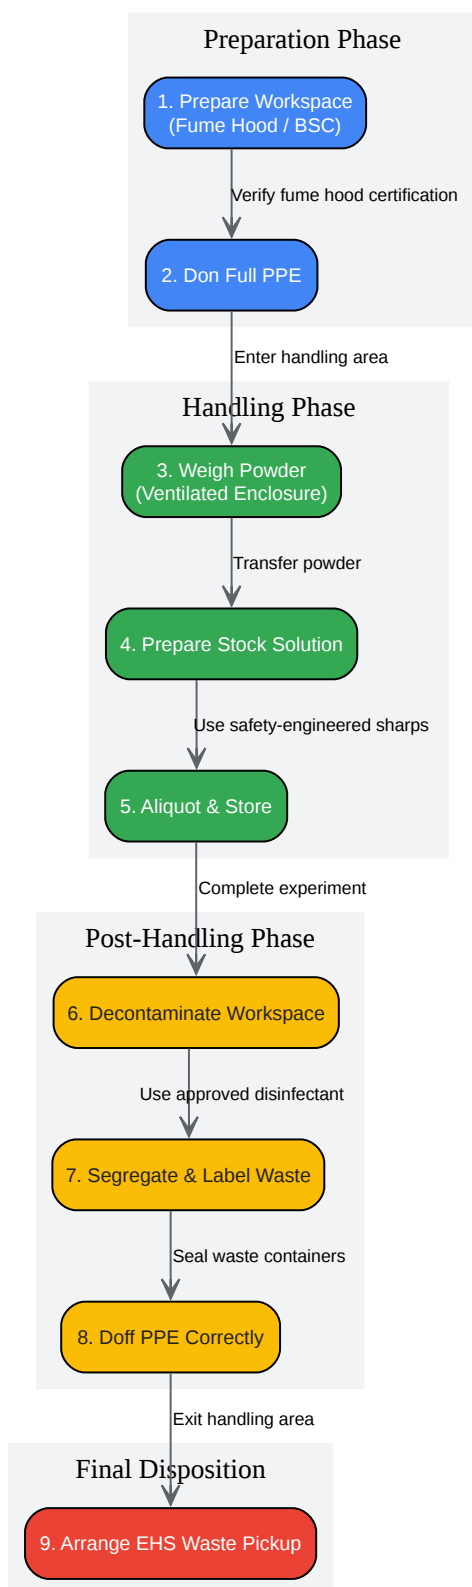 Preparation Phase
1. Prepare Workspace
(Fume Hood / BSC)
Verify fume hood certification
2. Don Full PPE
Enter handling area
Handling Phase
3. Weigh Powder
(Ventilated Enclosure)
Transfer powder
4. Prepare Stock Solution
Use safety-engineered sharps
5. Aliquot & Store
Complete experiment
Post-Handling Phase
6. Decontaminate Workspace
Use approved disinfectant
7. Segregate & Label Waste
Seal waste containers
8. Doff PPE Correctly
Exit handling area
Final Disposition
9. Arrange EHS Waste Pickup